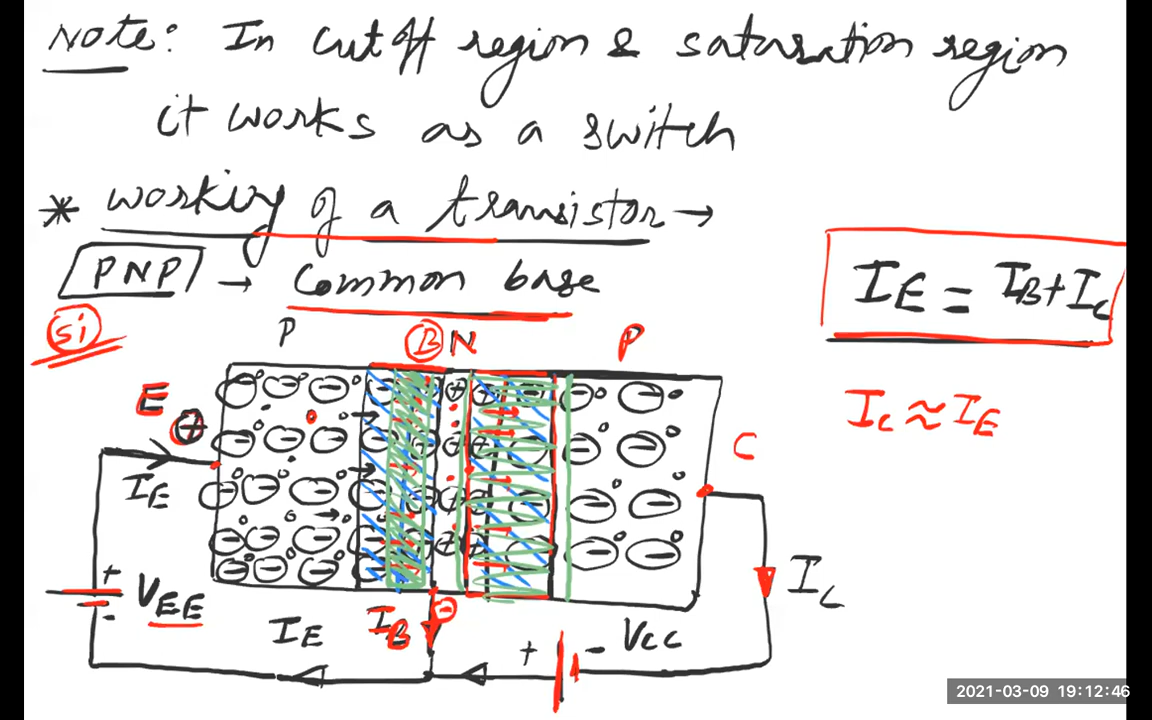 Note: In cutoff region & saturation region
it works as a switch
* working of a transistor →
PNP → Common base
IE = IB + IC
Si
P B N P
IC ≈ IE
E
+
C
IE
+
VEE
-
IE
IB
-
+ - VCC
IC
2021-03-09 19:12:46